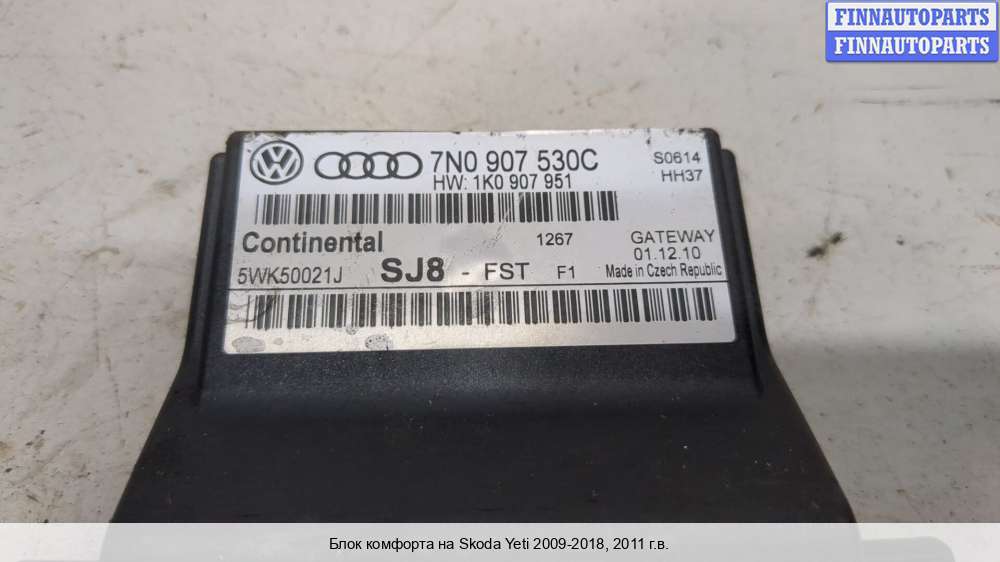 FINNAUTOPARTS
FINNAUTOPARTS
7N0 907 530C
HW: 1K0 907 951
S0614
HH37
Continental
1267
GATEWAY
01.12.10
5WK50021J SJ8 - FST F1 Made in Czech Republic
Блок комфорта на Skoda Yeti 2009-2018, 2011 г.в.